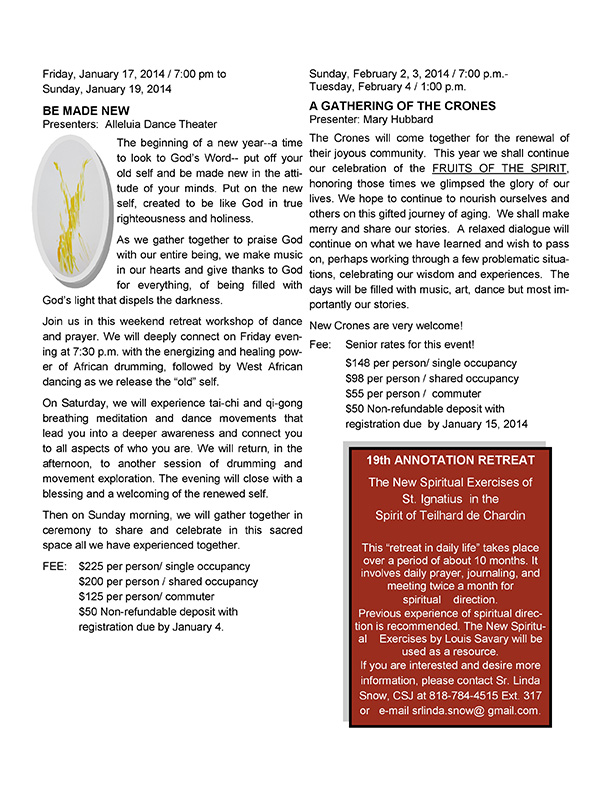 Friday, January 17, 2014 / 7:00 pm to
Sunday, January 19, 2014
BE MADE NEW
Presenters:  Alleluia Dance Theater
The beginning of a new year--a time
to look to God's Word-- put off your
old self and be made new in the atti-
tude of your minds. Put on the new
self, created to be like God in true
righteousness and holiness.
As we gather together to praise God
with our entire being, we make music
in our hearts and give thanks to God
for everything, of being filled with
God's light that dispels the darkness.
Join us in this weekend retreat workshop of dance
and prayer. We will deeply connect on Friday even-
ing at 7:30 p.m. with the energizing and healing pow-
er of African drumming, followed by West African
dancing as we release the "old" self.
On Saturday, we will experience tai-chi and qi-gong
breathing meditation and dance movements that
lead you into a deeper awareness and connect you
to all aspects of who you are. We will return, in the
afternoon, to another session of drumming and
movement exploration. The evening will close with a
blessing and a welcoming of the renewed self.
Then on Sunday morning, we will gather together in
ceremony to share and celebrate in this sacred
space all we have experienced together.
FEE: $225 per person/ single occupancy
$200 per person / shared occupancy
$125 per person/ commuter
$50 Non-refundable deposit with
registration due by January 4.
Sunday, February 2, 3, 2014 / 7:00 p.m.-
Tuesday, February 4 / 1:00 p.m.
A GATHERING OF THE CRONES
Presenter: Mary Hubbard
The Crones will come together for the renewal of
their joyous community.  This year we shall continue
our celebration of the FRUITS OF THE SPIRIT,
honoring those times we glimpsed the glory of our
lives. We hope to continue to nourish ourselves and
others on this gifted journey of aging.  We shall make
merry and share our stories.  A relaxed dialogue will
continue on what we have learned and wish to pass
on, perhaps working through a few problematic situa-
tions, celebrating our wisdom and experiences.  The
days will be filled with music, art, dance but most im-
portantly our stories.
New Crones are very welcome!
Fee: Senior rates for this event!
$148 per person/ single occupancy
$98 per person / shared occupancy
$55 per person /  commuter
$50 Non-refundable deposit with
registration due  by January 15, 2014
19th ANNOTATION RETREAT
The New Spiritual Exercises of
St. Ignatius  in the
Spirit of Teilhard de Chardin
This "retreat in daily life" takes place
over a period of about 10 months. It
involves daily prayer, journaling, and
meeting twice a month for
spiritual    direction.
Previous experience of spiritual direc-
tion is recommended. The New Spiritu-
al    Exercises by Louis Savary will be
used as a resource.
If you are interested and desire more
information, please contact Sr. Linda
Snow, CSJ at 818-784-4515 Ext. 317
or   e-mail srlinda.snow@ gmail.com.